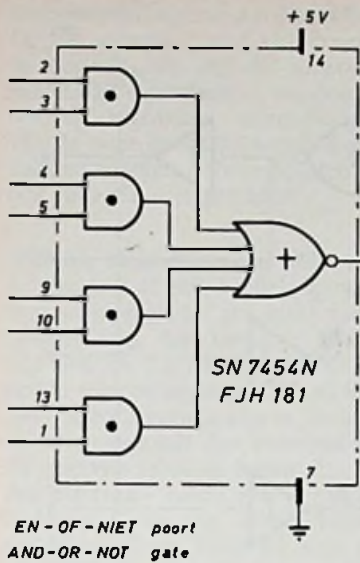 +5V
14
2
3
4
5
9
10
13
1
+
SN 7454N
FJH 181
7
EN-OF-NIET poort
AND-OR-NOT gate